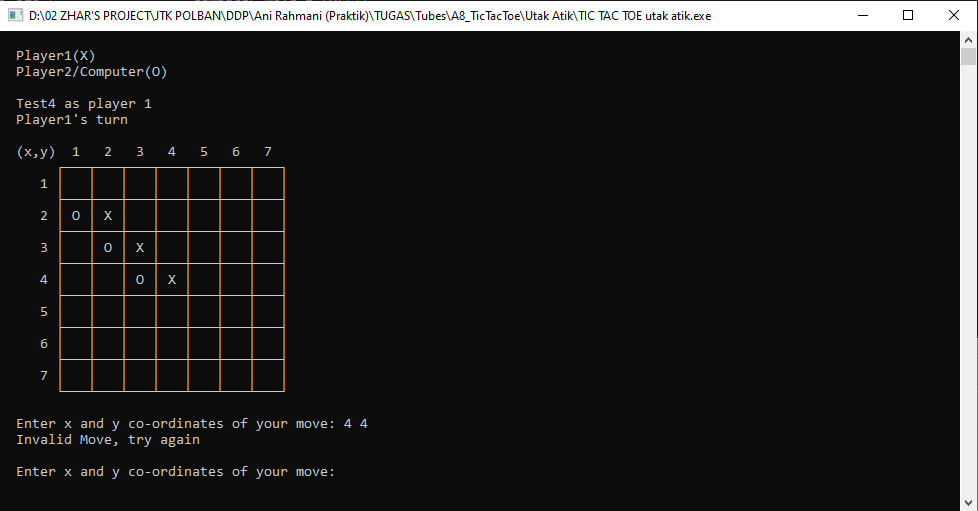 D:\02 ZHAR'S PROJECT\JTK POLBAN\DDP\Ani Rahmani (Praktik)\TUGAS\Tubes\A8_TicTacToe\Utak Atik\TIC TAC TOE utak atik.exe
Player1(X)
Player2/Computer(O)
Test4 as player 1
Player1's turn
(x,y) 1 2 3 4 5 6 7
1
2 O X
3 O X
4 O X
5
6
7
Enter x and y co-ordinates of your move: 4 4
Invalid Move, try again
Enter x and y co-ordinates of your move: